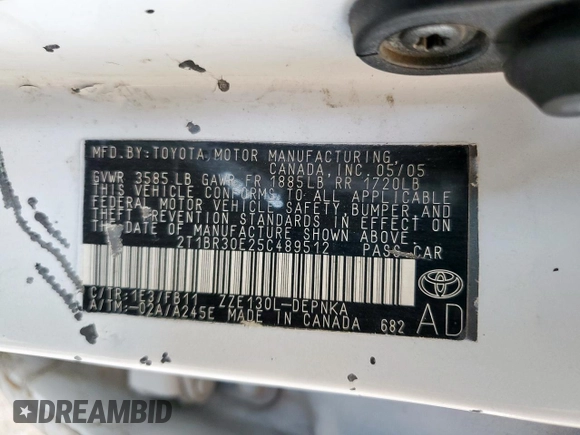 MFD.BY:TOYOTA MOTOR MANUFACTURING,
CANADA, INC. 05/05
GVWR 3585 LB GAWR FR 1885LB RR 1720LB
THIS VEHICLE CONFORMS TO ALL APPLICABLE
FEDERAL MOTOR VEHICLE SAFETY, BUMPER, AND
THEFT PREVENTION STANDARDS IN EFFECT ON
THE DATE OF MANUFACTURE SHOWN ABOVE.
2T1BR30E25C489512 PASS.CAR
C/TR:1E3/FB11 ZZE130L-DEPNKA
A/TM:-02A/A245E MADE IN CANADA 682
AD
DREAMBID